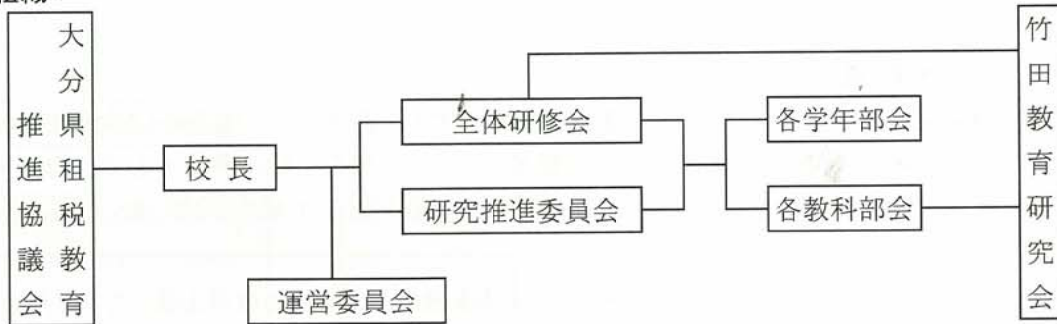 大分県租税教育
推進協議会
校長
運営委員会
全体研修会
研究推進委員会
各学年部会
各教科部会
竹田教育研究会